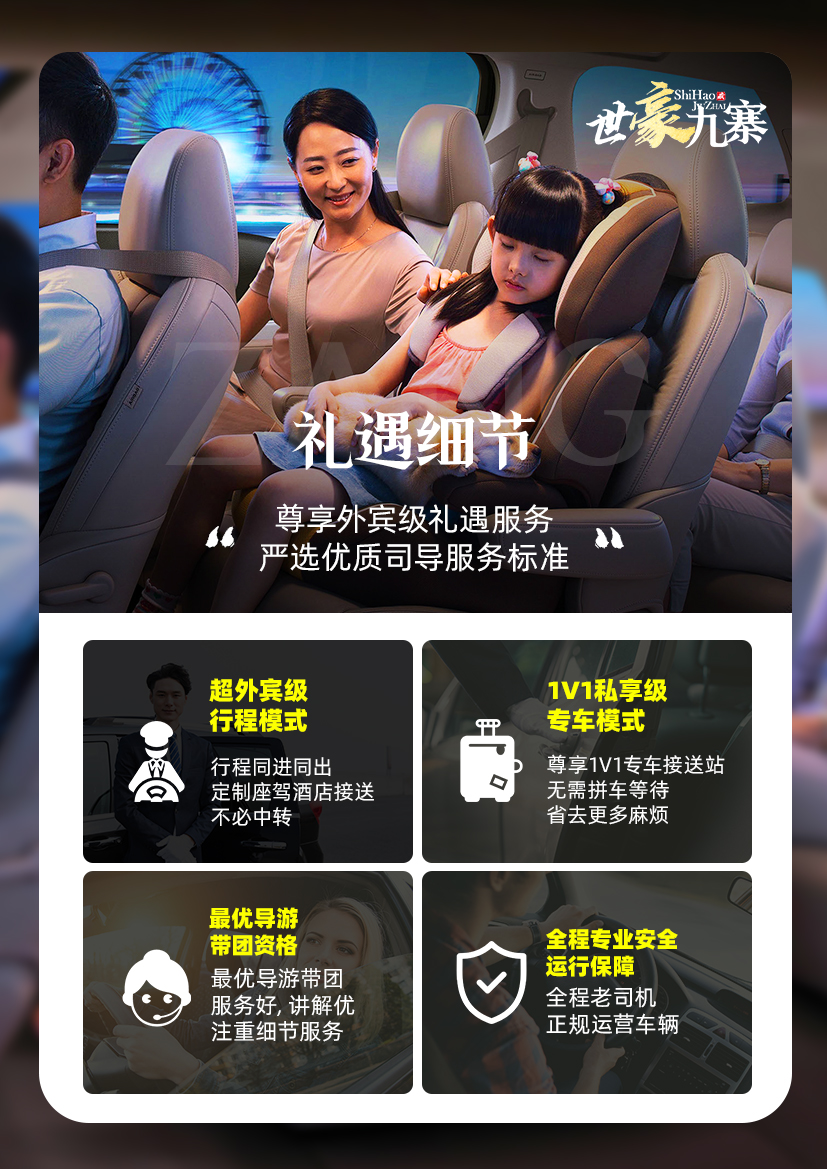 ShiHao
JiuZHAI
世豪九寨
ZANG
礼遇细节
“尊享外宾级礼遇服务
严选优质司导服务标准”
超外宾级
行程模式
行程同进同出
定制座驾酒店接送
不必中转
1V1私享级
专车模式
尊享1V1专车接送站
无需拼车等待
省去更多麻烦
最优导游
带团资格
最优导游带团
服务好, 讲解优
注重细节服务
全程专业安全
运行保障
全程老司机
正规运营车辆